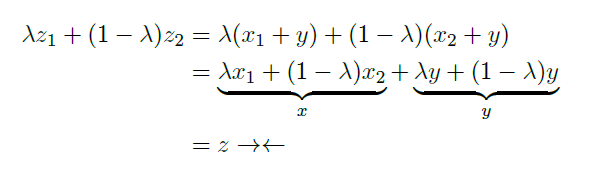 λz₁ + (1 − λ)z₂ = λ(x₁ + y) + (1 − λ)(x₂ + y)
= λx₁ + (1 − λ)x₂ + λy + (1 − λ)y
x y
= z →←